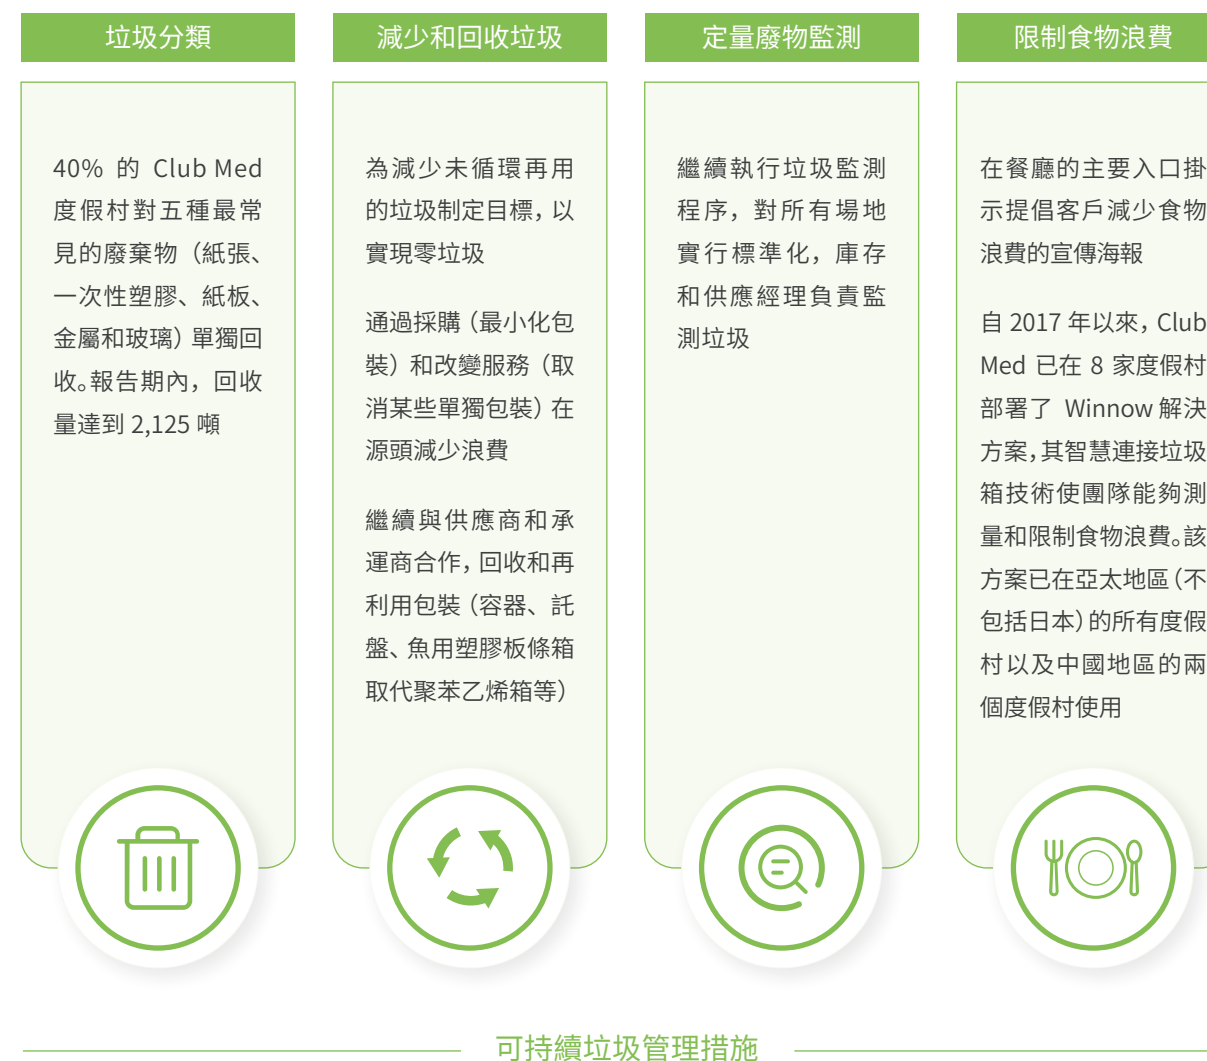 垃圾分類
40% 的 Club Med
度假村對五種最常
見的廢棄物（紙張、
一次性塑膠、紙板、
金屬和玻璃）單獨回
收。報告期內，回收
量達到 2,125 噸
減少和回收垃圾
為減少未循環再用
的垃圾制定目標，以
實現零垃圾
通過採購（最小化包
裝）和改變服務（取
消某些單獨包裝）在
源頭減少浪費
繼續與供應商和承
運商合作，回收和再
利用包裝（容器、託
盤、魚用塑膠板條箱
取代聚苯乙烯箱等）
定量廢物監測
繼續執行垃圾監測
程序，對所有場地
實行標準化，庫存
和供應經理負責監
測垃圾
限制食物浪費
在餐廳的主要入口掛
示提倡客戶減少食物
浪費的宣傳海報
自 2017 年以來，Club
Med 已在 8 家度假村
部署了 Winnow 解決
方案，其智慧連接垃圾
箱技術使團隊能夠測
量和限制食物浪費。該
方案已在亞太地區（不
包括日本）的所有度假
村以及中國地區的兩
個度假村使用
可持續垃圾管理措施